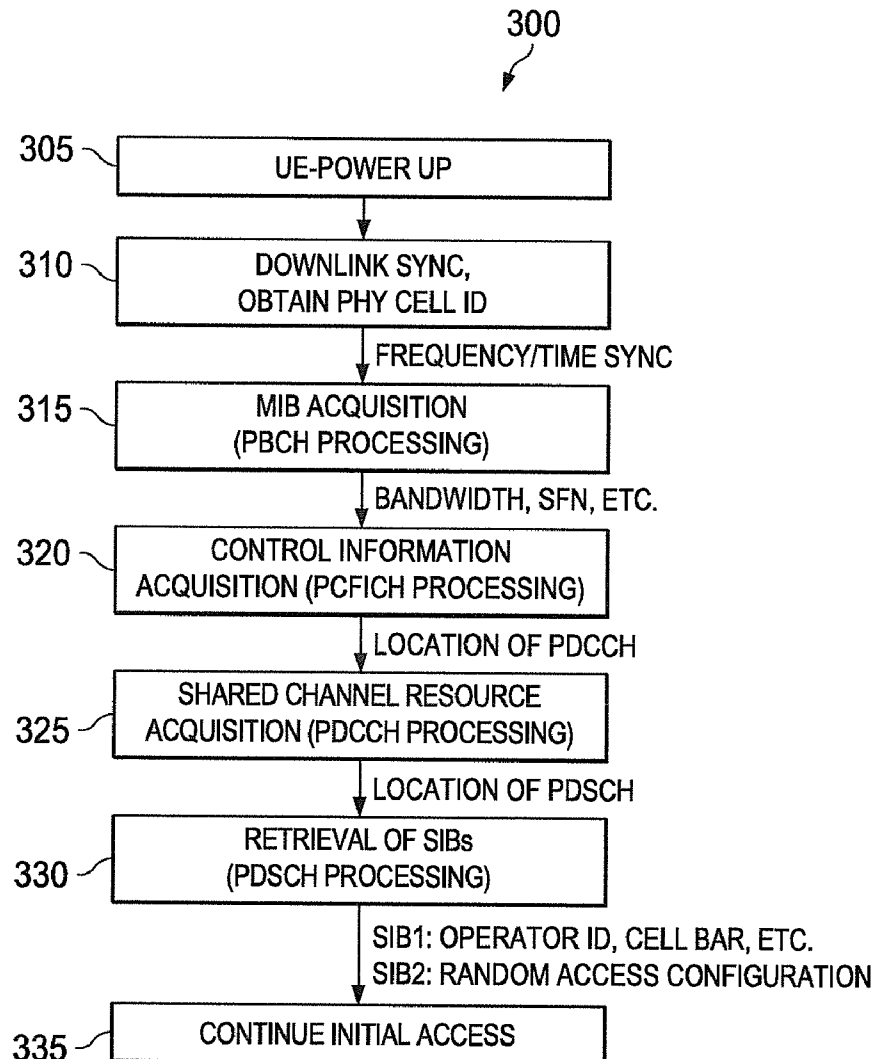 300
305
UE-POWER UP
310
DOWNLINK SYNC,
OBTAIN PHY CELL ID
FREQUENCY/TIME SYNC
315
MIB ACQUISITION
(PBCH PROCESSING)
BANDWIDTH, SFN, ETC.
320
CONTROL INFORMATION
ACQUISITION (PCFICH PROCESSING)
LOCATION OF PDCCH
325
SHARED CHANNEL RESOURCE
ACQUISITION (PDCCH PROCESSING)
LOCATION OF PDSCH
330
RETRIEVAL OF SIBs
(PDSCH PROCESSING)
SIB1: OPERATOR ID, CELL BAR, ETC.
SIB2: RANDOM ACCESS CONFIGURATION
335
CONTINUE INITIAL ACCESS